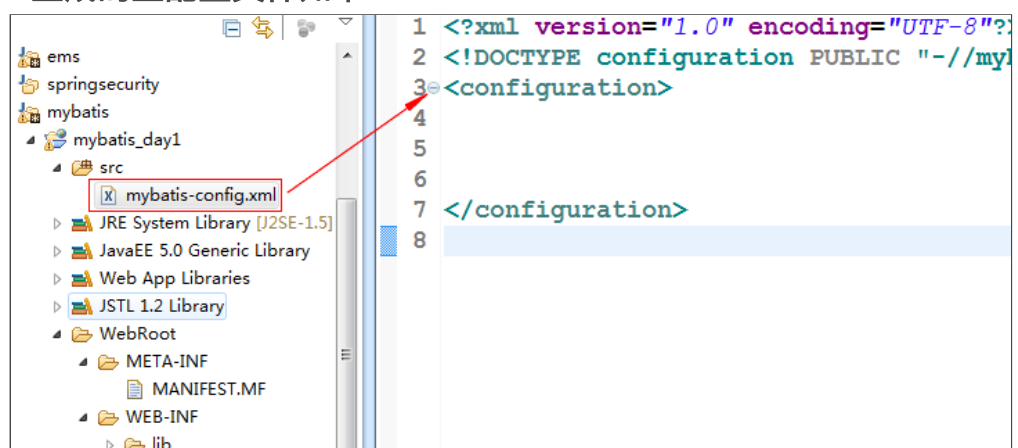 ems
springsecurity
mybatis
mybatis_day1
src
mybatis-config.xml
JRE System Library [J2SE-1.5]
JavaEE 5.0 Generic Library
Web App Libraries
JSTL 1.2 Library
WebRoot
META-INF
MANIFEST.MF
WEB-INF
lib
1 <?xml version="1.0" encoding="UTF-8"?>
2 <!DOCTYPE configuration PUBLIC "-//my
3 <configuration>
4
5
6
7 </configuration>
8